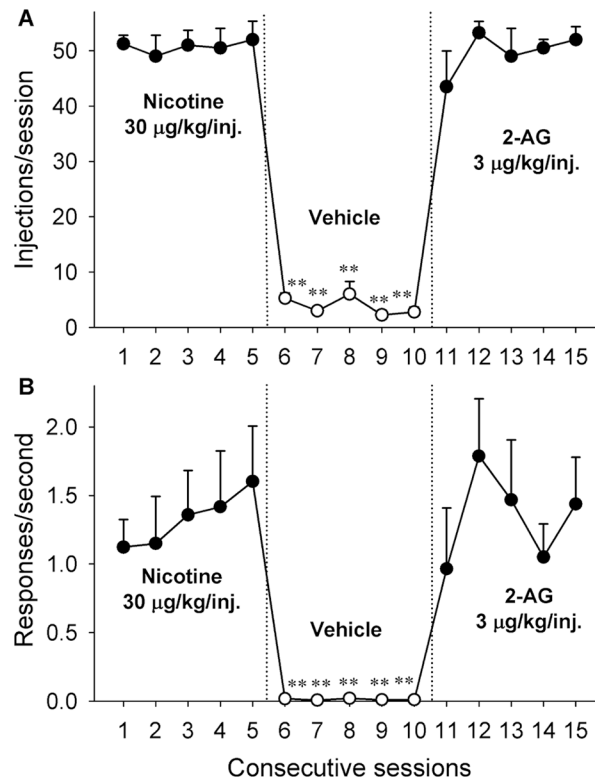 A
Injections/session
50
40
30
20
10
0
Nicotine
30 μg/kg/inj.
Vehicle
2-AG
3 μg/kg/inj.
** ** ** ** **
1 2 3 4 5 6 7 8 9 10 11 12 13 14 15
B
Responses/second
2.0
1.5
1.0
0.5
0.0
Nicotine
30 μg/kg/inj.
Vehicle
2-AG
3 μg/kg/inj.
** ** ** ** **
1 2 3 4 5 6 7 8 9 10 11 12 13 14 15
Consecutive sessions